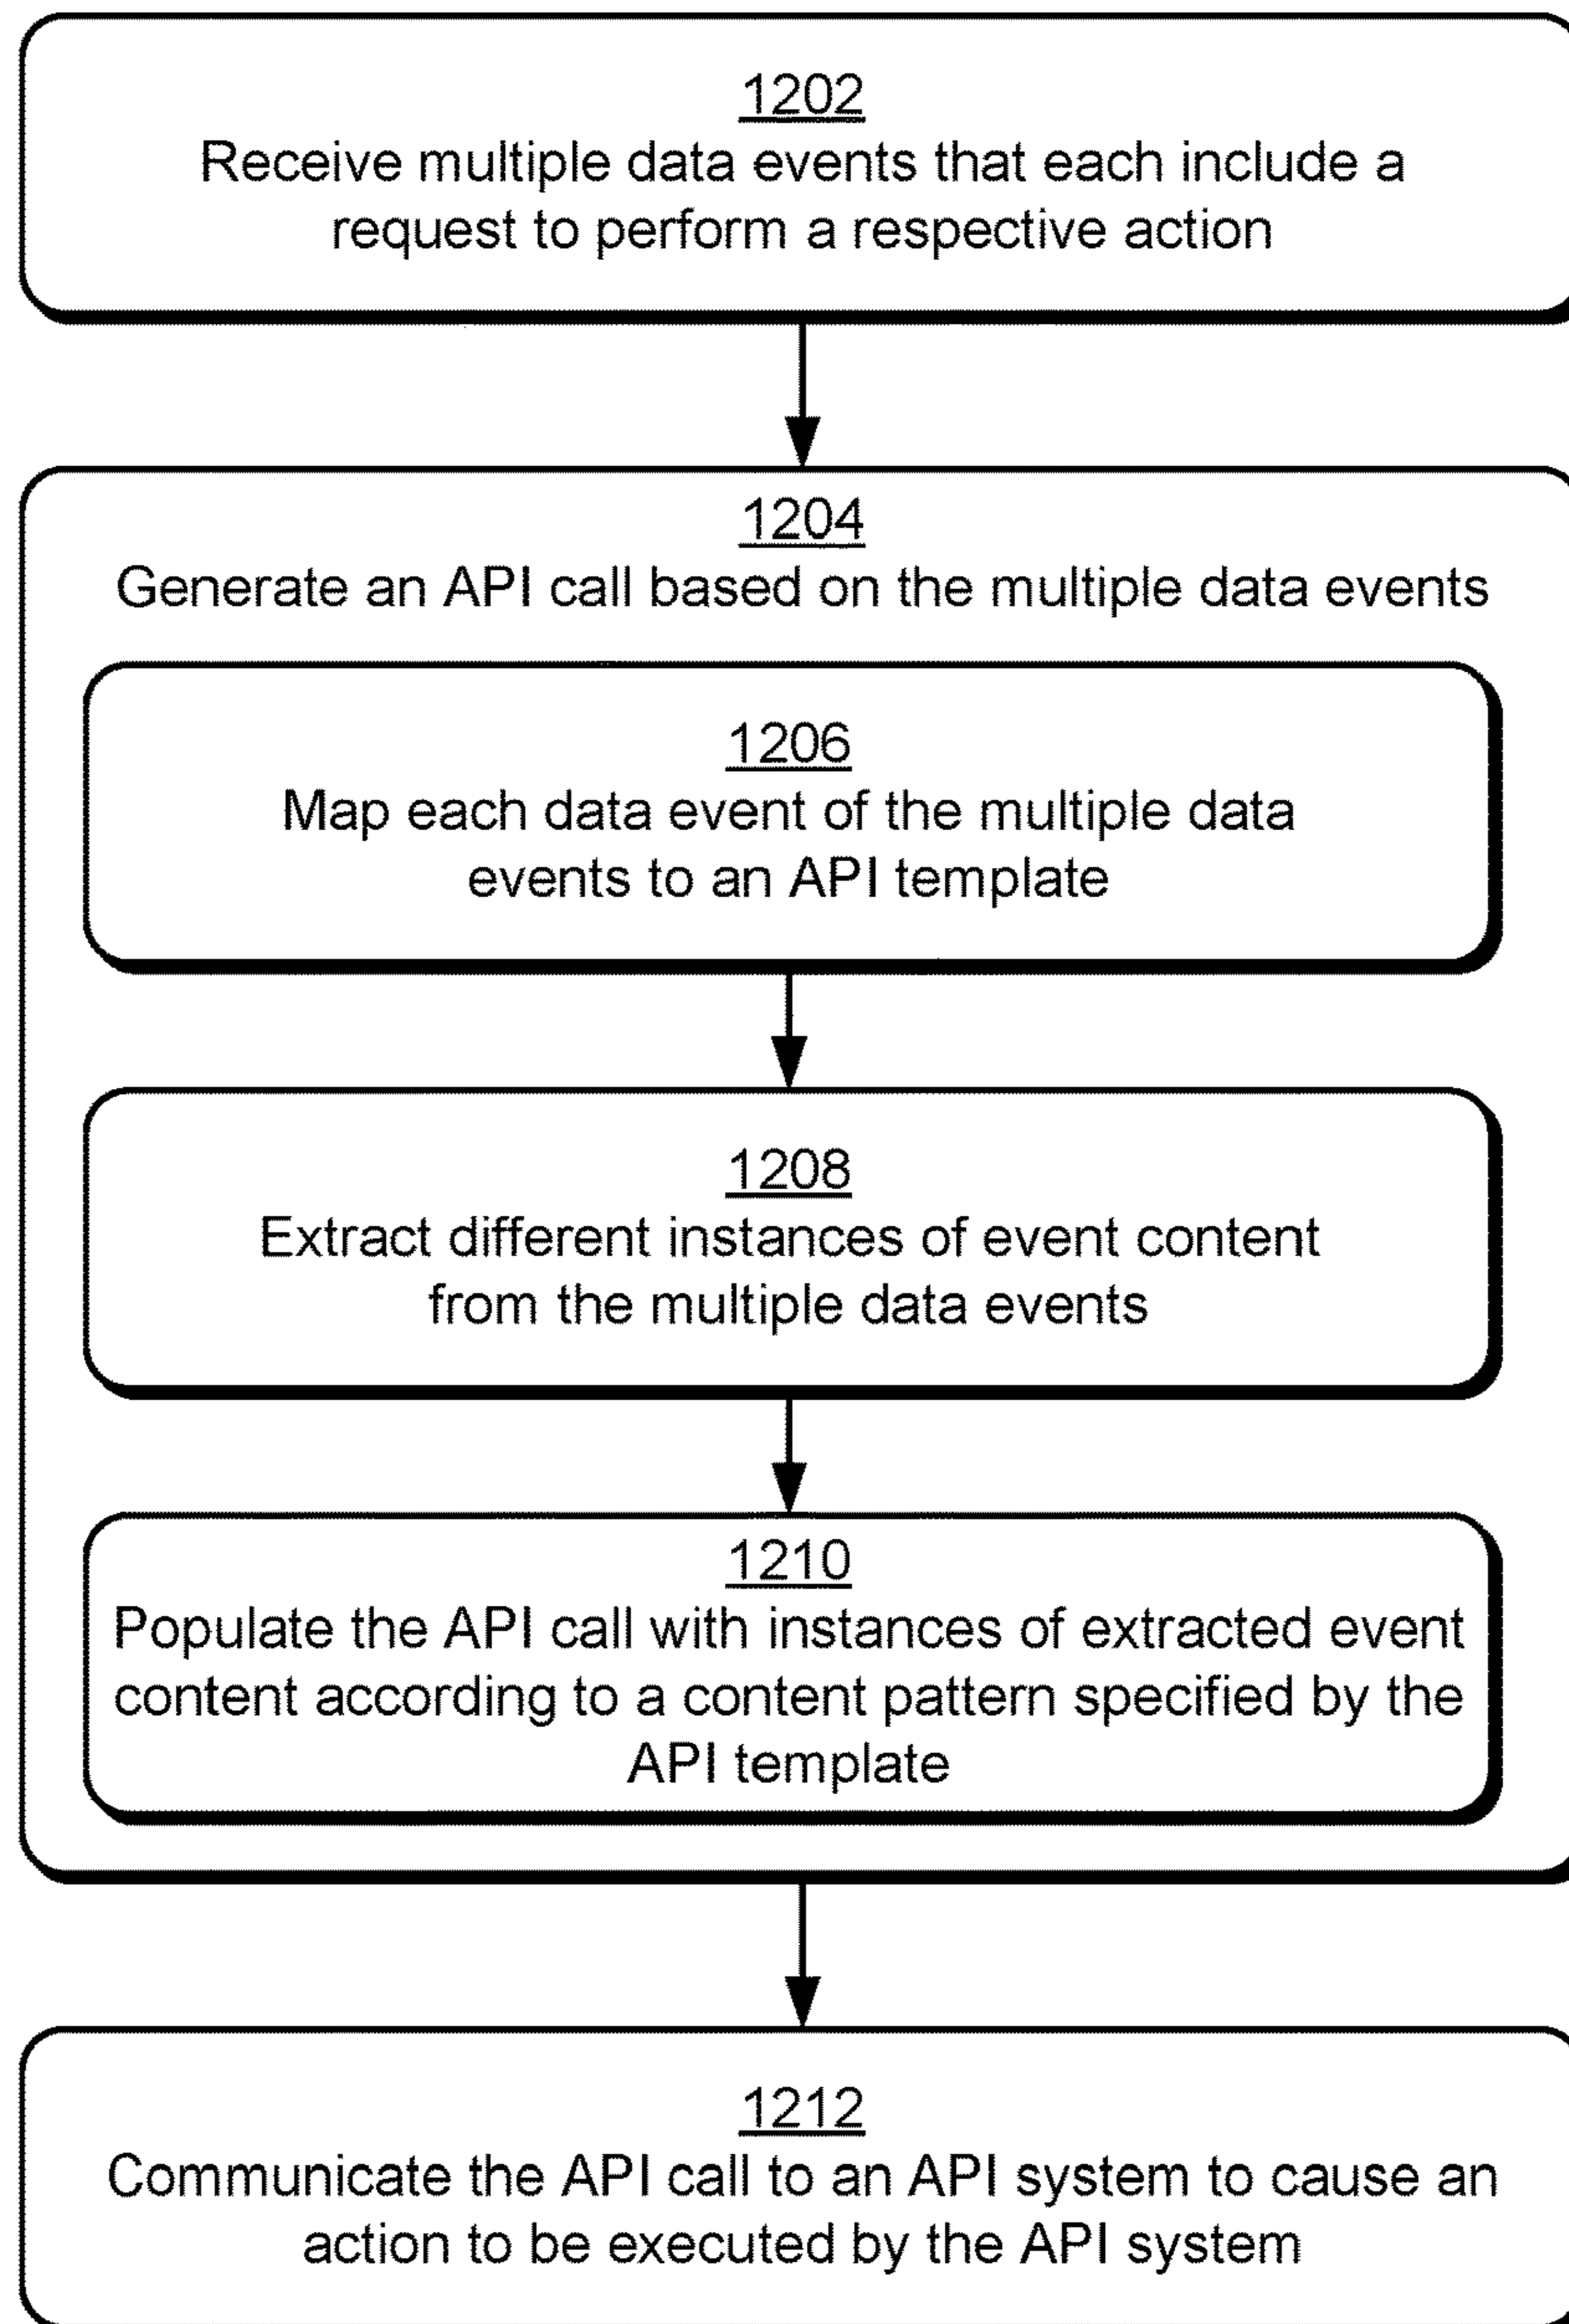 1202
Receive multiple data events that each include a
request to perform a respective action
1204
Generate an API call based on the multiple data events
1206
Map each data event of the multiple data
events to an API template
1208
Extract different instances of event content
from the multiple data events
1210
Populate the API call with instances of extracted event
content according to a content pattern specified by the
API template
1212
Communicate the API call to an API system to cause an
action to be executed by the API system